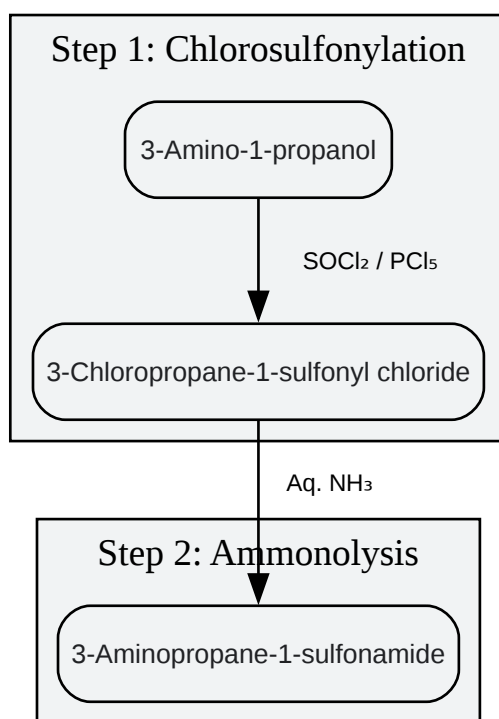 Step 1: Chlorosulfonylation
3-Amino-1-propanol
SOCl₂ / PCl₅
3-Chloropropane-1-sulfonyl chloride
Aq. NH₃
Step 2: Ammonolysis
3-Aminopropane-1-sulfonamide